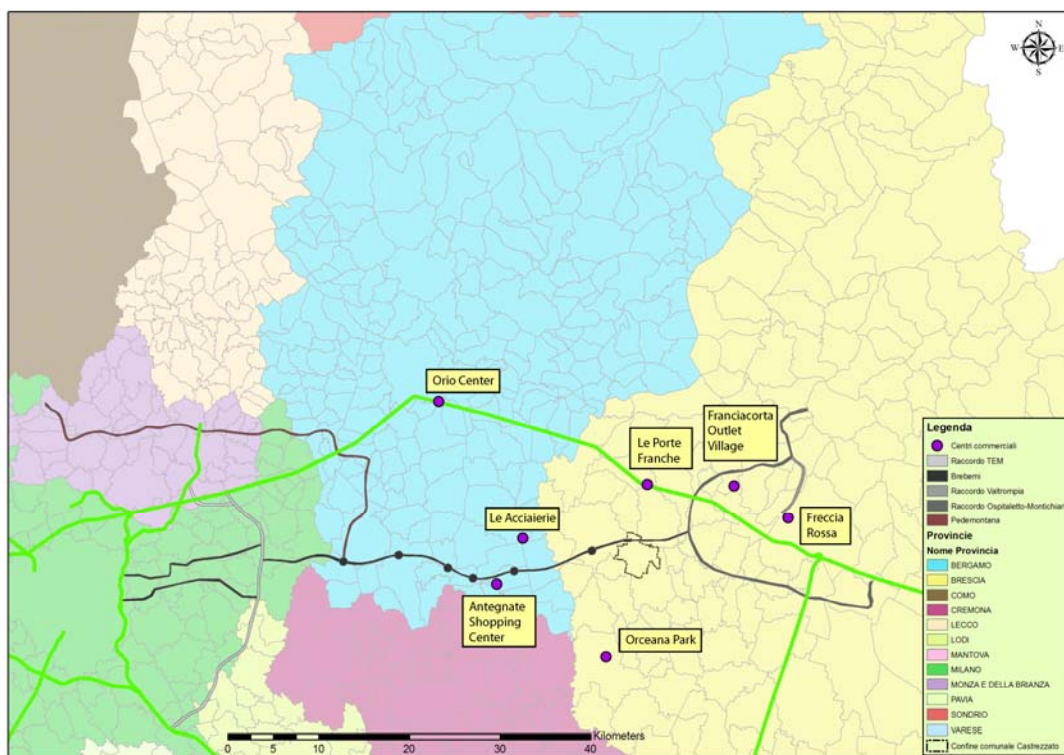 N
W E
S
Orio Center
Le Porte
Franche
Franciacorta
Outlet
Village
Le Acciaierie
Freccia
Rossa
Antegnate
Shopping
Center
Orceana Park
Kilometers
0 5 10 20 30 40
Legenda
Centri commerciali
Raccordo TEM
Brebemi
Raccordo Valtrompia
Raccordo Ospitaletto-Montichiari
Pedemontana
Provincie
Nome Provincia
BERGAMO
BRESCIA
COMO
CREMONA
LECCO
LODI
MANTOVA
MILANO
MONZA E DELLA BRIANZA
PAVIA
SONDRIO
VARESE
Confine comunale Castrezzato